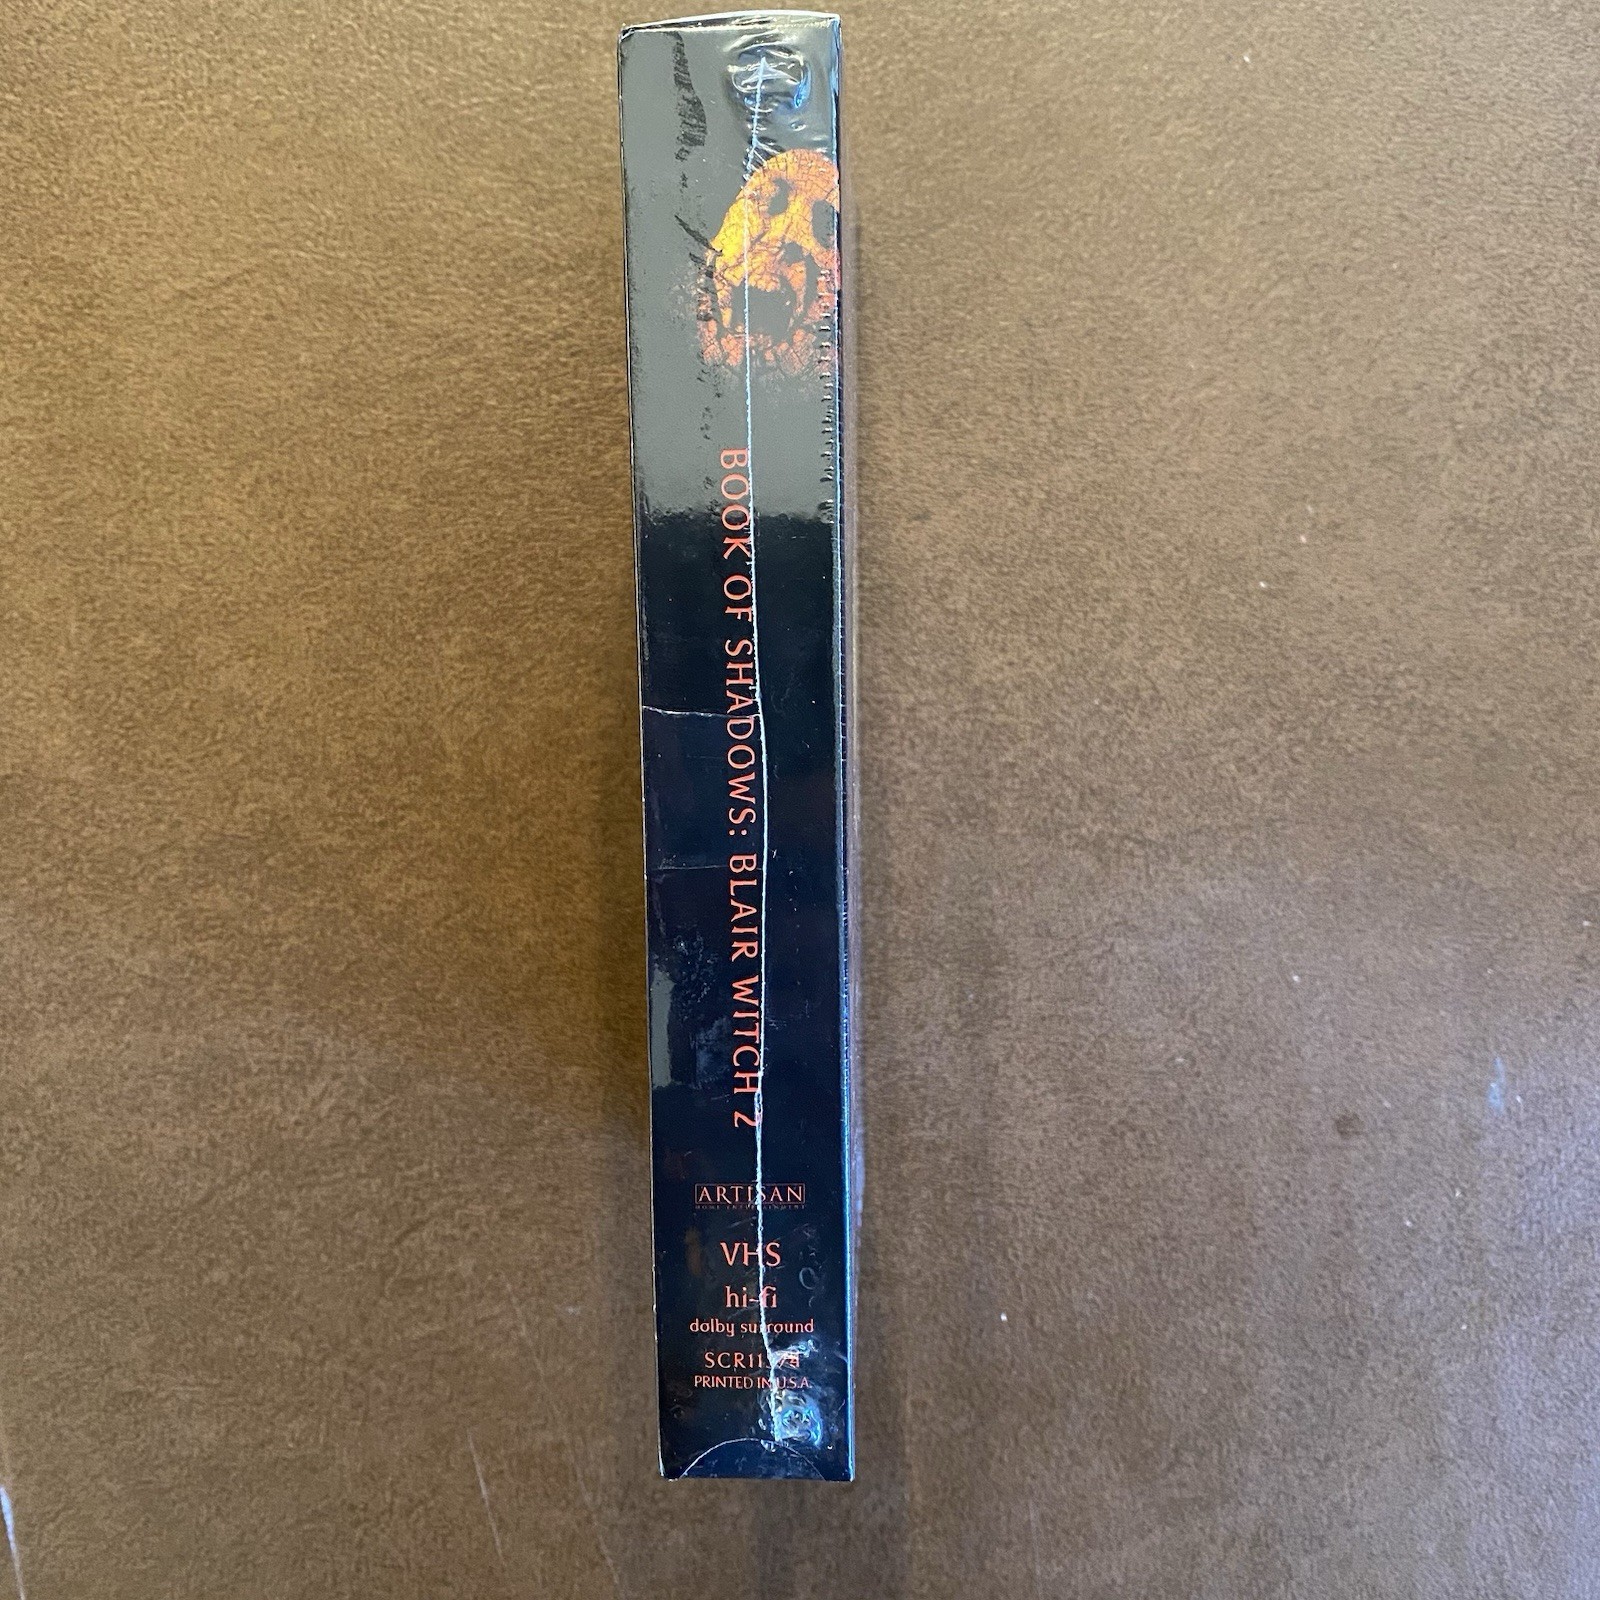 BOOK OF SHADOWS: BLAIR WITCH 2
ARTISAN
HOME ENTERTAINMENT
VHS
hi-fi
dolby surround
PRINTED IN U.S.A.